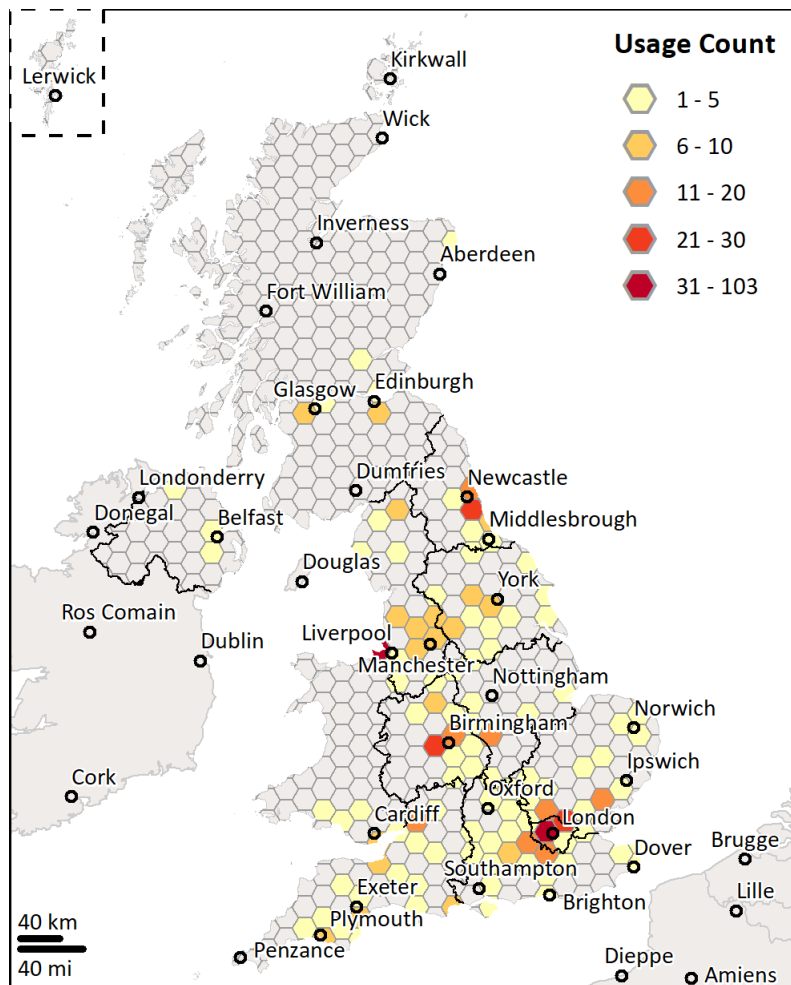 Usage Count
1 - 5
6 - 10
11 - 20
21 - 30
31 - 103
Lerwick
Kirkwall
Wick
Inverness
Aberdeen
Fort William
Glasgow
Edinburgh
Dumfries
Newcastle
Londonderry
Donegal
Belfast
Middlesbrough
Douglas
York
Ros Comain
Dublin
Liverpool
Manchester
Nottingham
Norwich
Birmingham
Ipswich
Cork
Oxford
Cardiff
London
Brugge
Dover
Southampton
Exeter
Brighton
Lille
Plymouth
Penzance
40 km
40 mi
Dieppe
Amiens